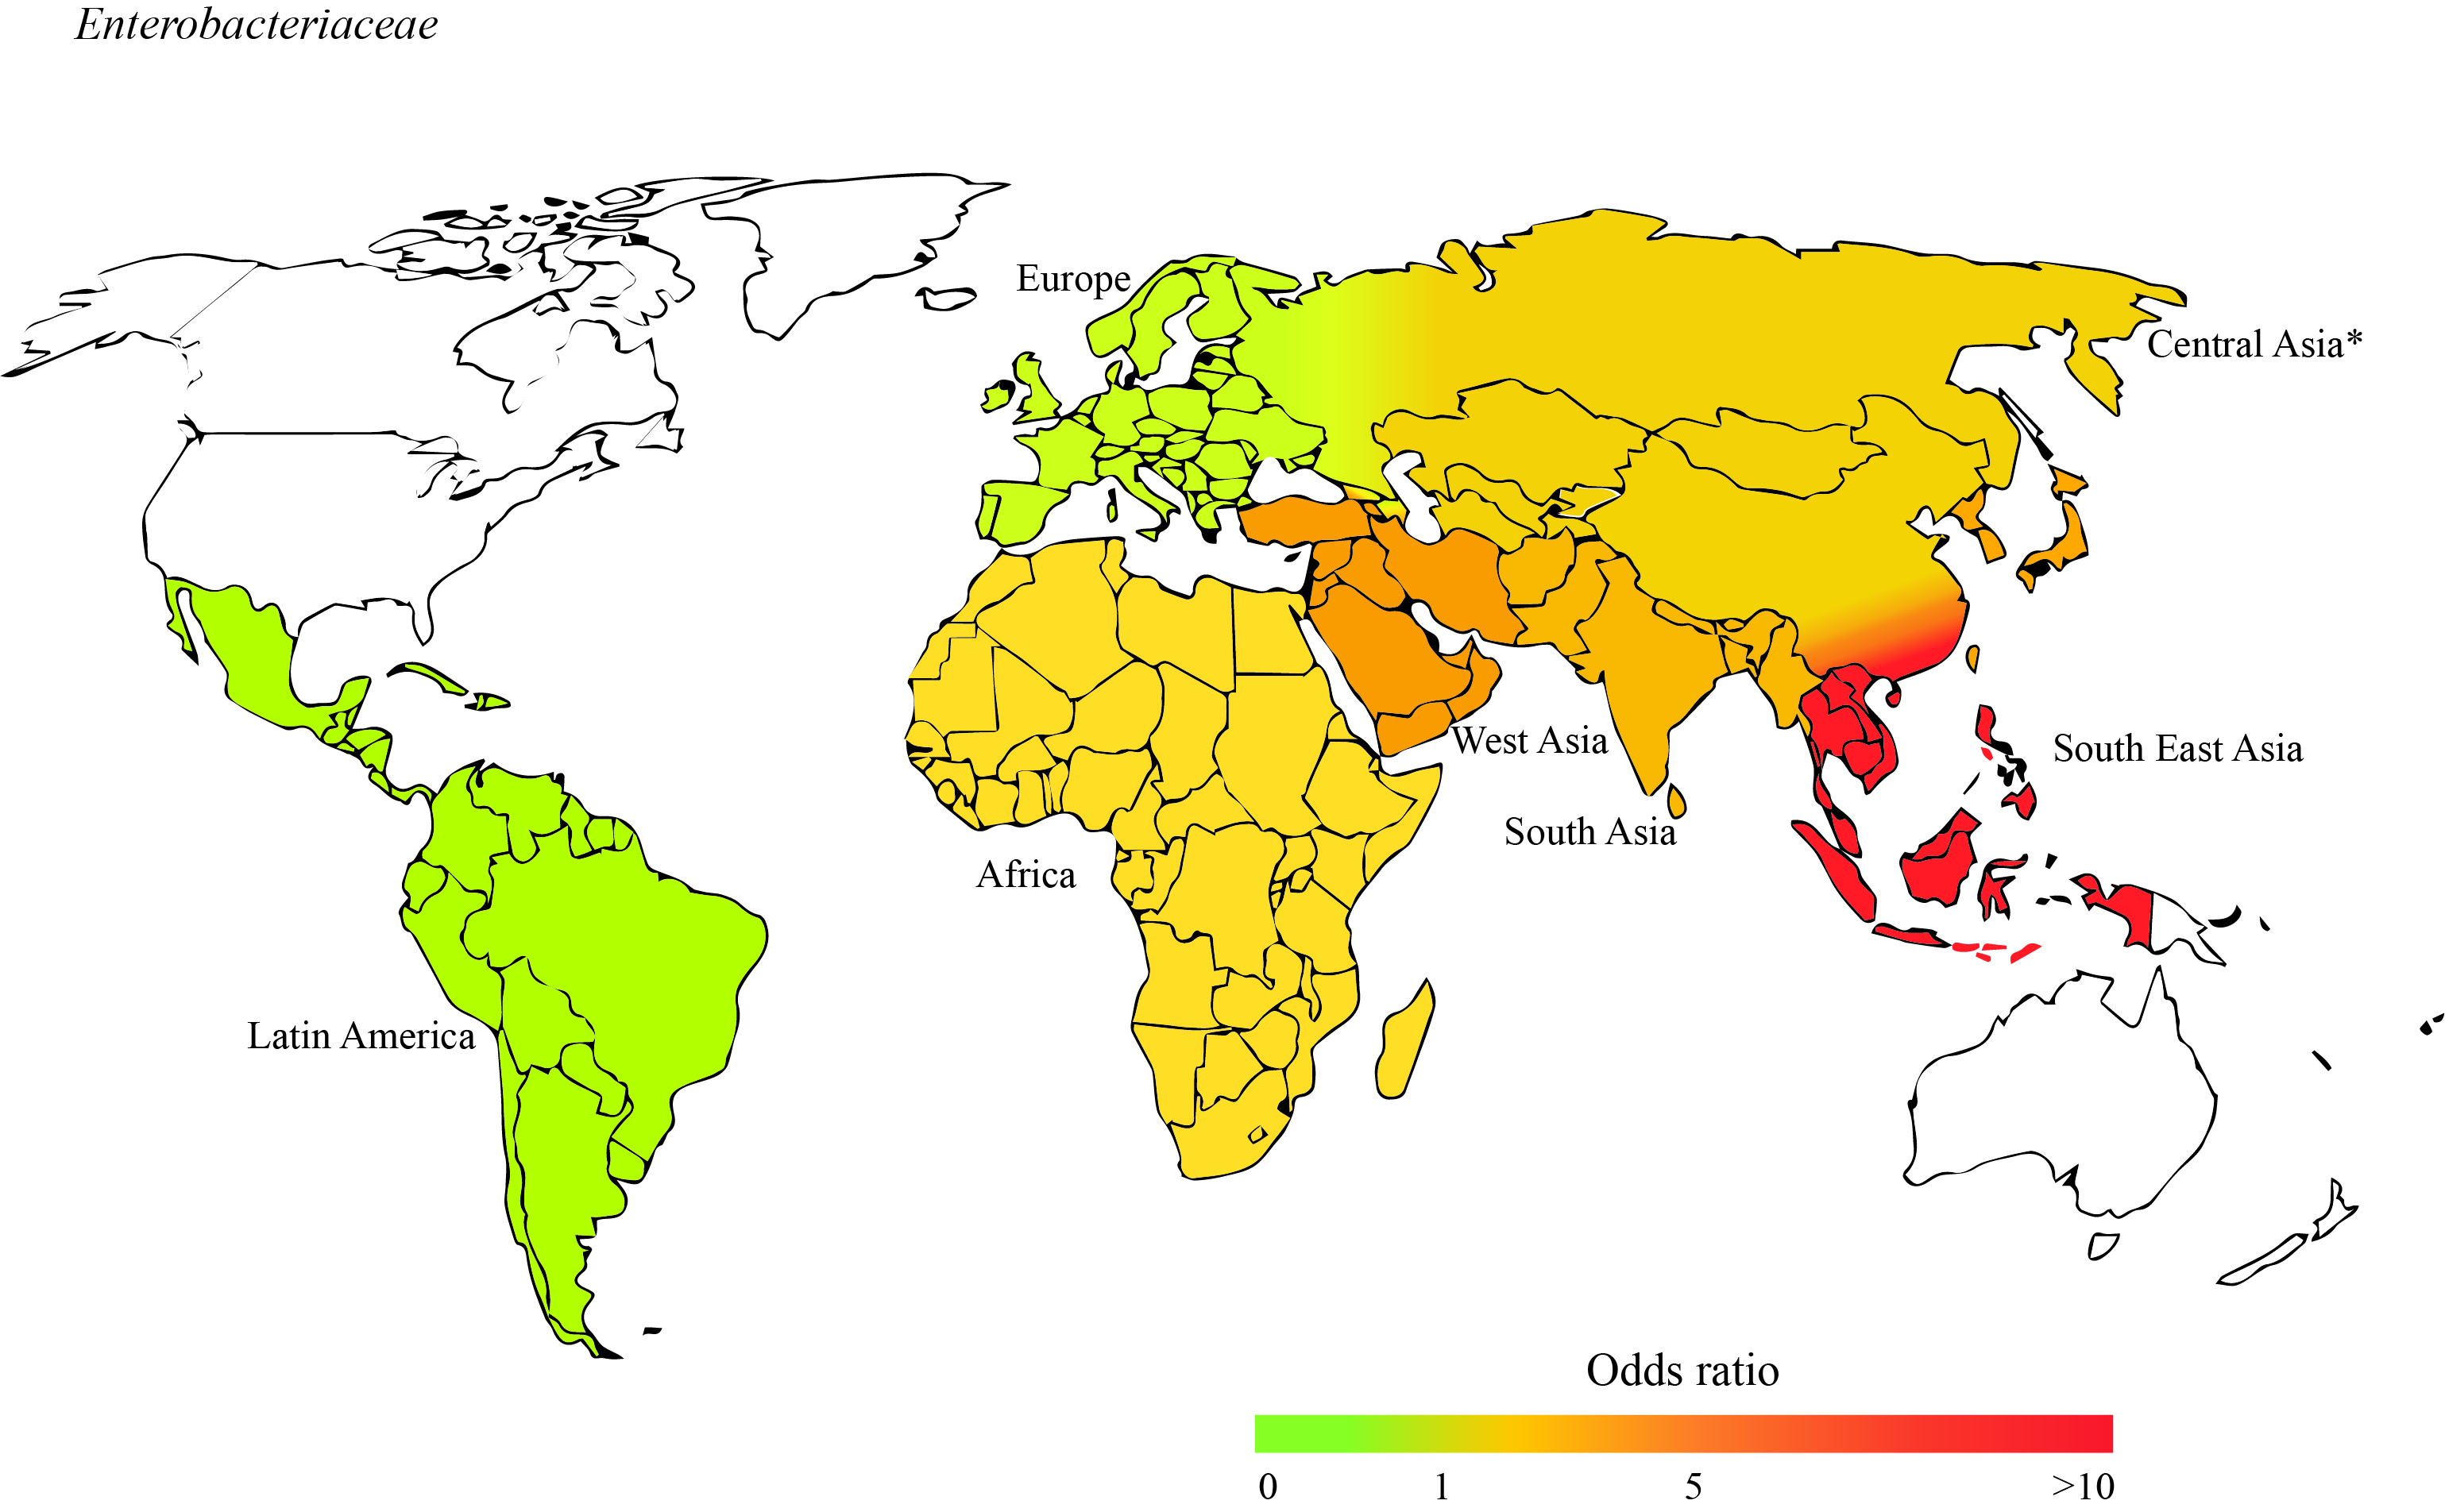 Enterobacteriaceae
Europe
Central Asia*
West Asia
South East Asia
South Asia
Africa
Latin America
Odds ratio
0 1 5 >10